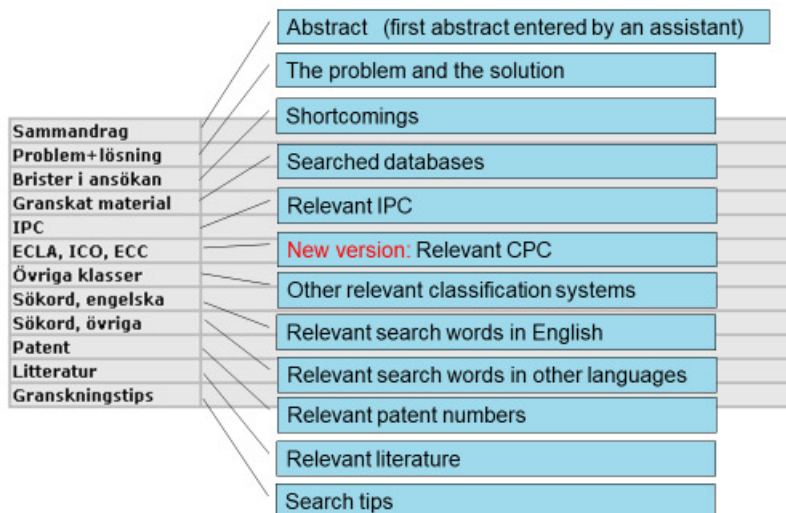 Abstract (first abstract entered by an assistant)
The problem and the solution
Shortcomings
Sammandrag
Problem+lösning
Searched databases
Brister i ansökan
Granskat material
Relevant IPC
IPC
ECLA, ICO, ECC
New version: Relevant CPC
Övriga klasser
Other relevant classification systems
Sökord, engelska
Sökord, övriga
Relevant search words in English
Patent
Litteratur
Relevant search words in other languages
Granskningstips
Relevant patent numbers
Relevant literature
Search tips